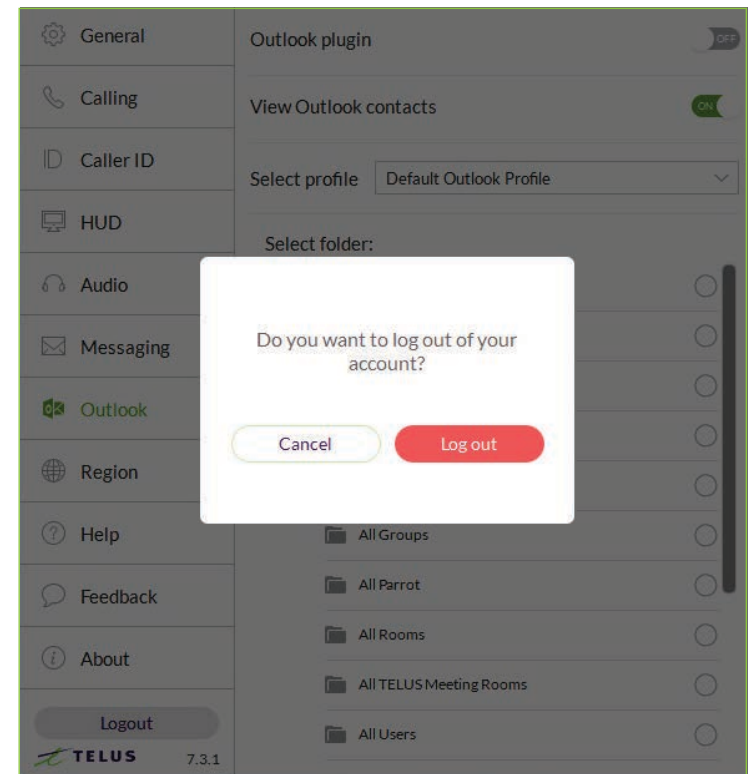 General
Calling
Caller ID
HUD
Audio
Messaging
Outlook
Region
Help
Feedback
About
Logout
TELUS 7.3.1
Outlook plugin OFF
View Outlook contacts ON
Select profile Default Outlook Profile
Select folder:
Do you want to log out of your
account?
Cancel Log out
All Groups
All Parrot
All Rooms
All TELUS Meeting Rooms
All Users